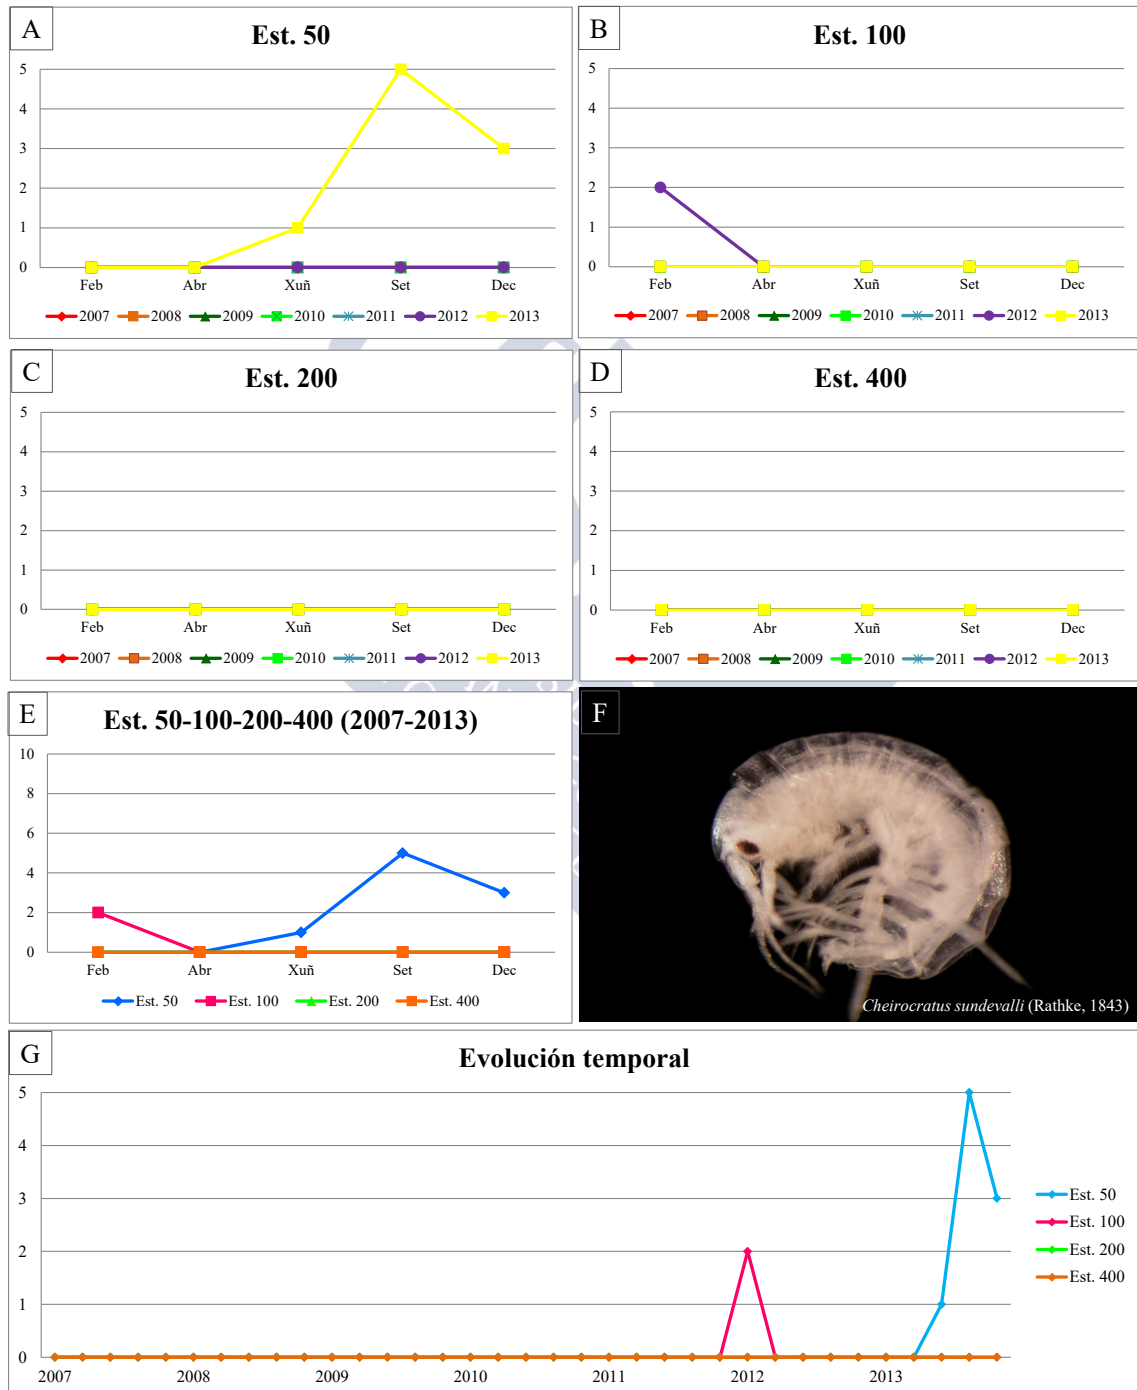 A
Est. 50
5
4
3
2
1
0
Feb Abr Xuñ Set Dec
2007 2008 2009 2010 2011 2012 2013
B
Est. 100
5
4
3
2
1
0
Feb Abr Xuñ Set Dec
2007 2008 2009 2010 2011 2012 2013
C
Est. 200
5
4
3
2
1
0
Feb Abr Xuñ Set Dec
2007 2008 2009 2010 2011 2012 2013
D
Est. 400
5
4
3
2
1
0
Feb Abr Xuñ Set Dec
2007 2008 2009 2010 2011 2012 2013
E
Est. 50-100-200-400 (2007-2013)
10
8
6
4
2
0
Feb Abr Xuñ Set Dec
Est. 50 Est. 100 Est. 200 Est. 400
F
Cheirocratus sundevalli (Rathke, 1843)
G
Evolución temporal
5
4
3
2
1
0
2007 2008 2009 2010 2011 2012 2013
Est. 50
Est. 100
Est. 200
Est. 400